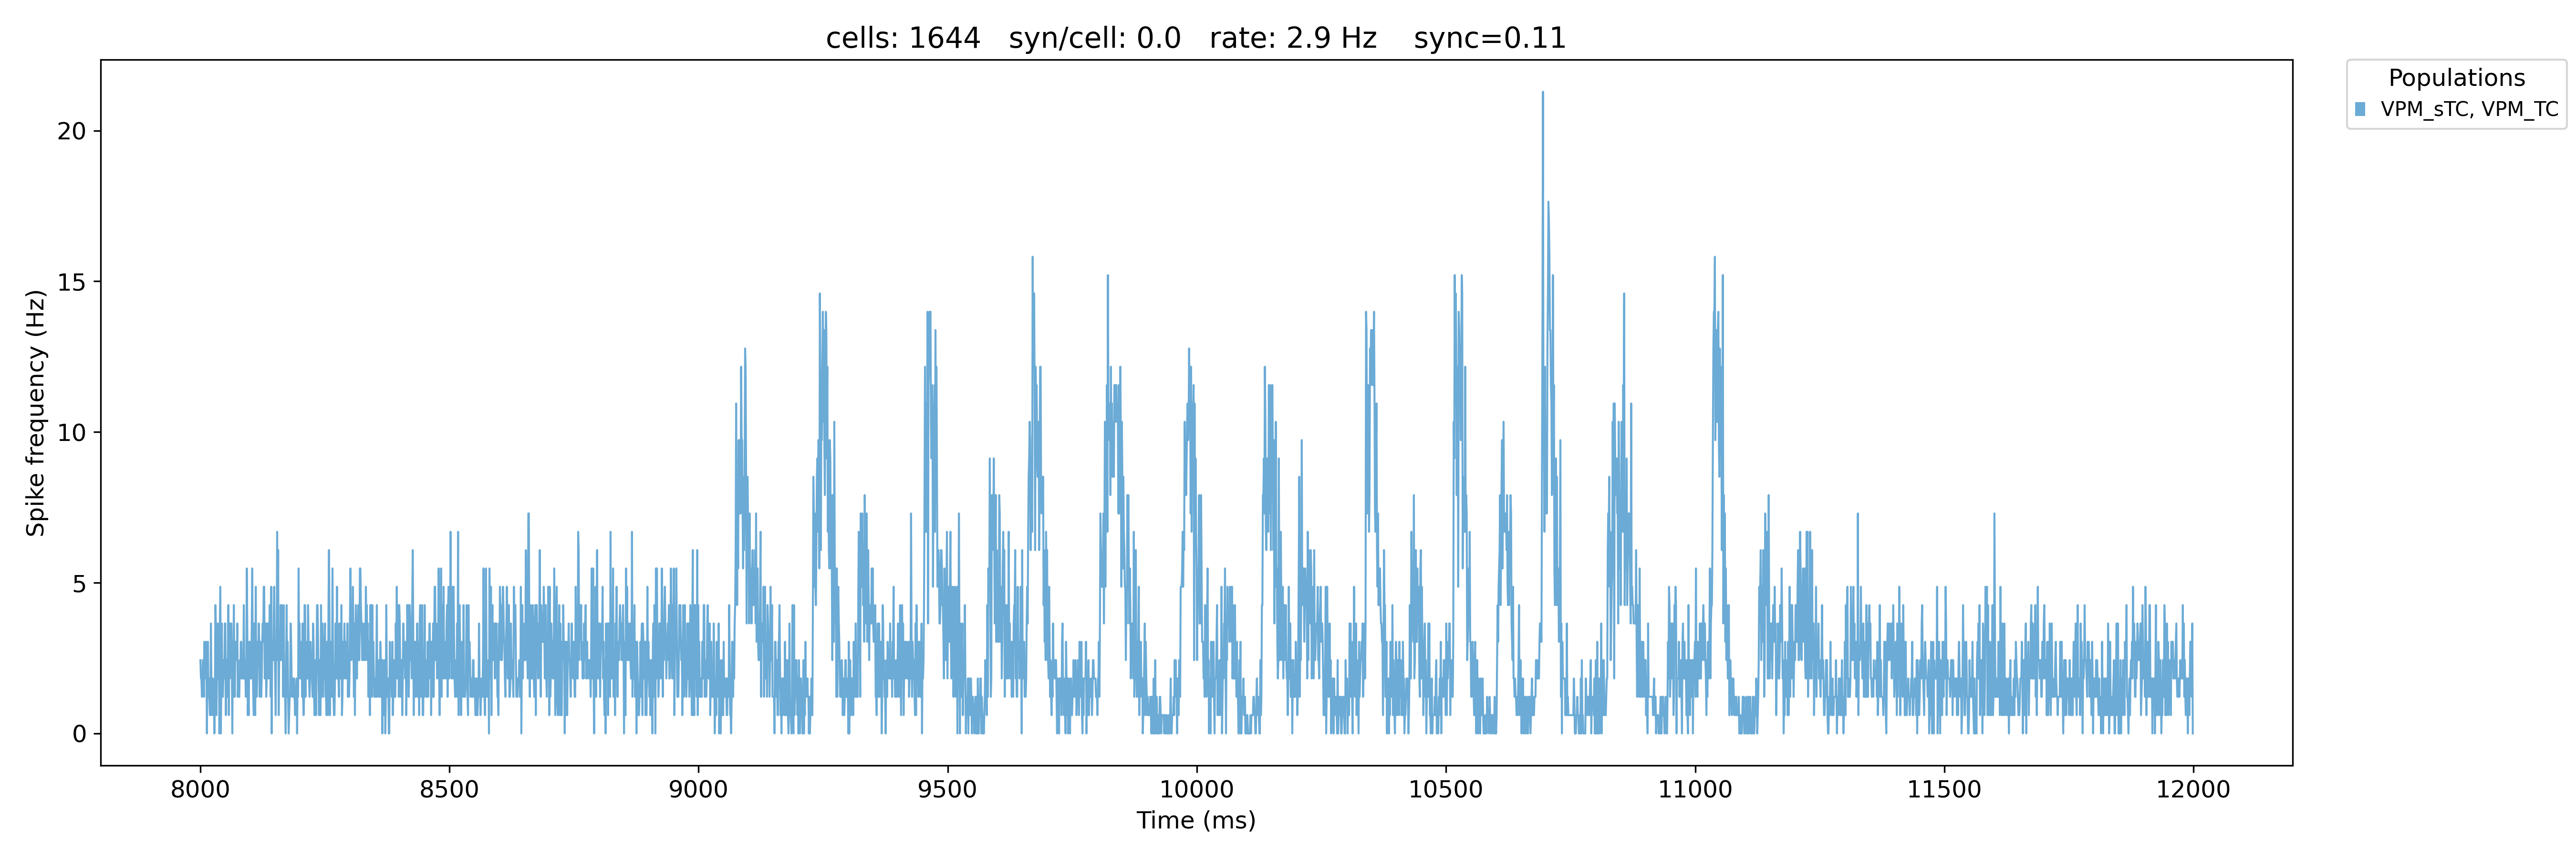 cells: 1644   syn/cell: 0.0   rate: 2.9 Hz    sync=0.11
Populations
VPM_sTC, VPM_TC
Spike frequency (Hz)
20
15
10
5
0
8000 8500 9000 9500 10000 10500 11000 11500 12000
Time (ms)